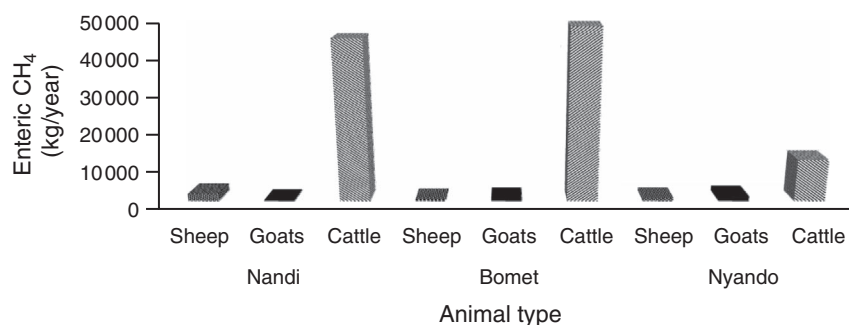 50 000
40 000
30 000
20 000
10 000
0
Enteric CH4
(kg/year)
Sheep Goats Cattle Sheep Goats Cattle Sheep Goats Cattle
Nandi Bomet Nyando
Animal type